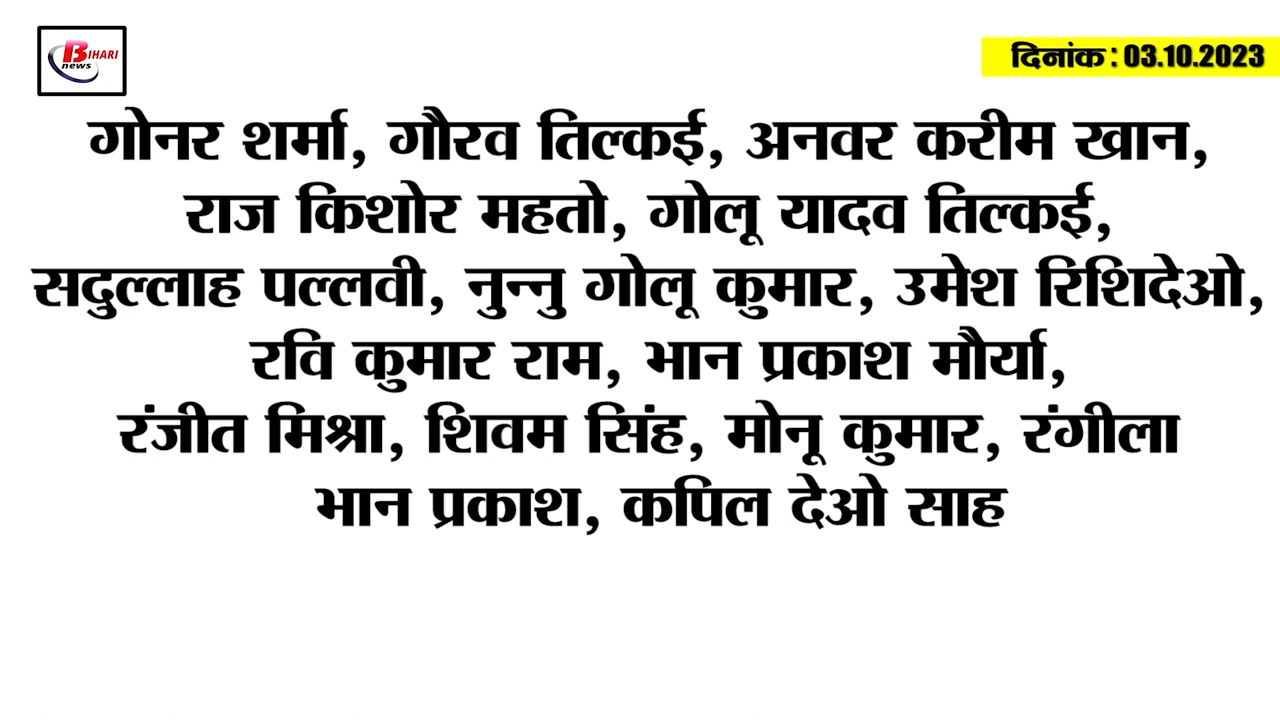 BIHARI
news
दिनांक : 03.10.2023
गोनर शर्मा, गौरव तिल्कई, अनवर करीम खान,
राज किशोर महतो, गोलू यादव तिल्कई,
सदुल्लाह पल्लवी, नुन्नु गोलू कुमार, उमेश रिशिदेओ,
रवि कुमार राम, भान प्रकाश मौर्या,
रंजीत मिश्रा, शिवम सिंह, मोनू कुमार, रंगीला
भान प्रकाश, कपिल देओ साह